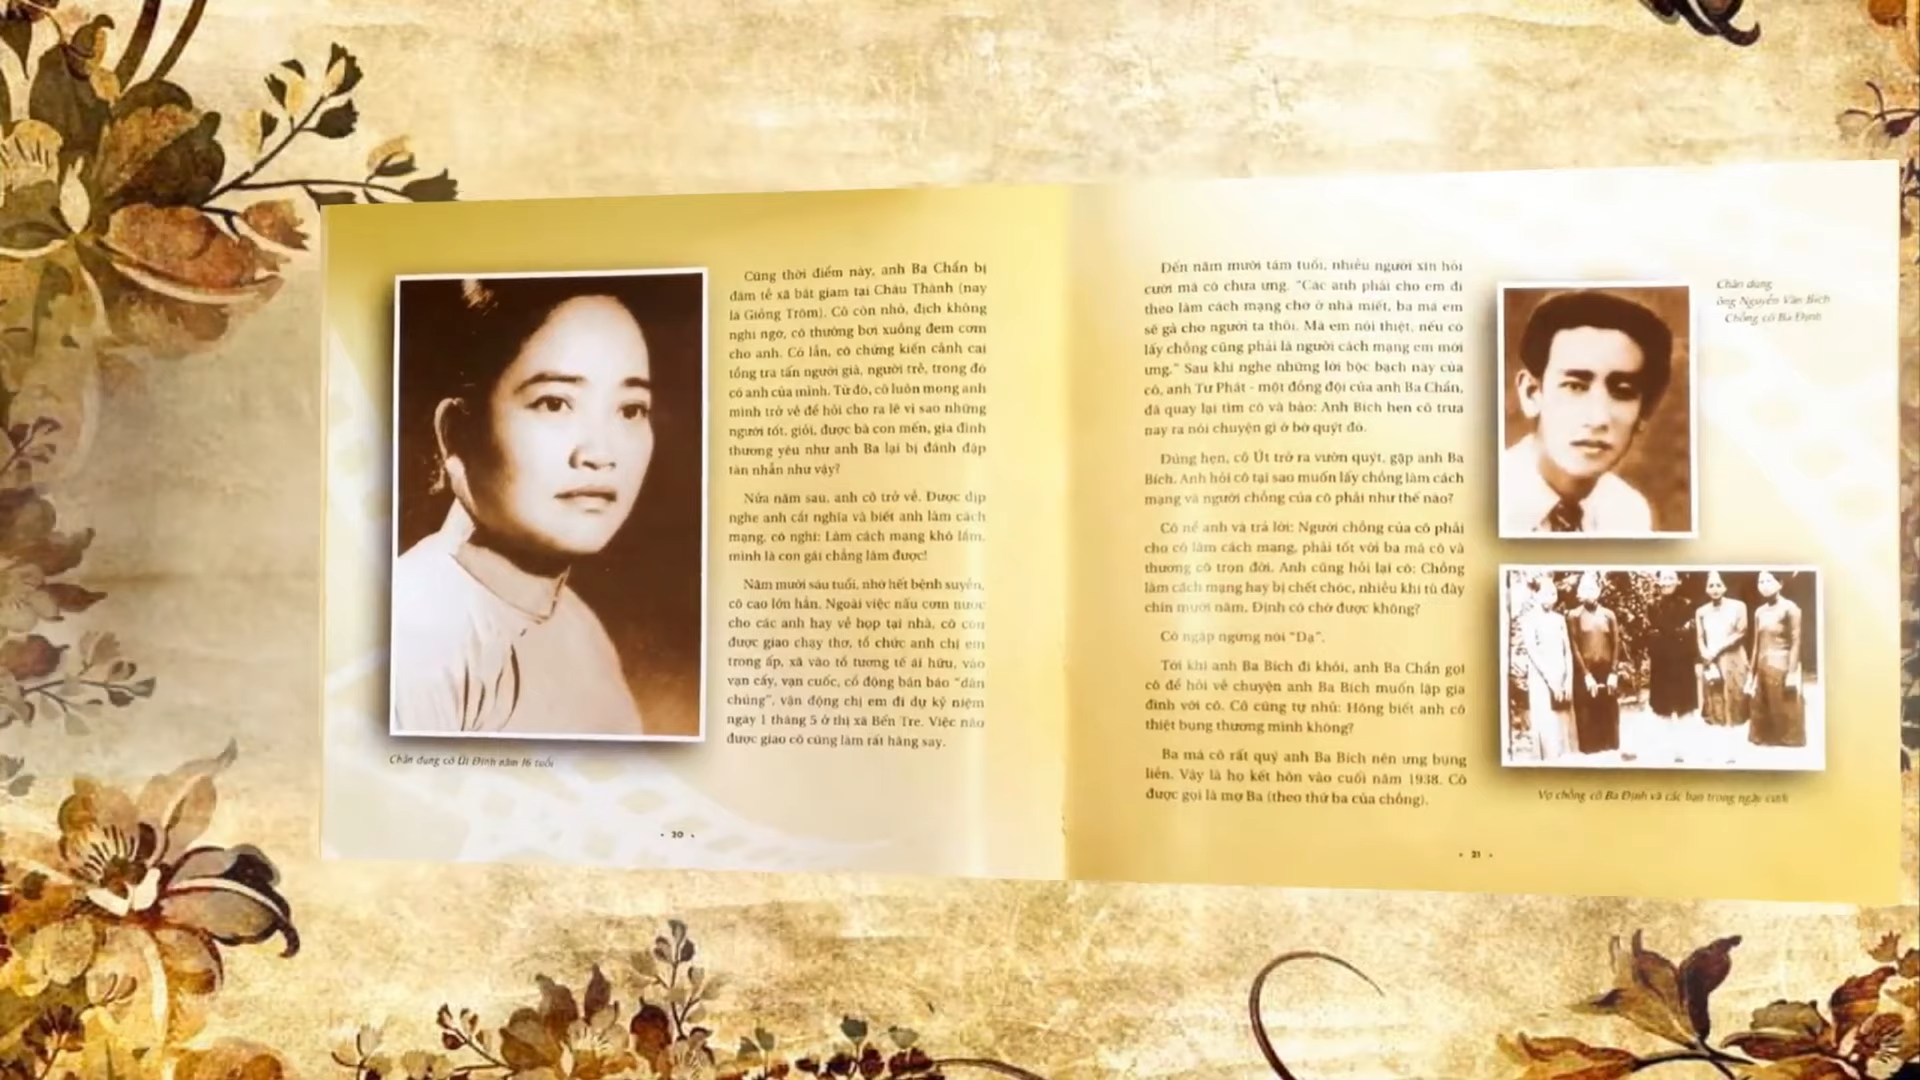 Cũng thời điểm này, anh Ba Chẩn bị
đám tề xã bắt giam tại Châu Thành (nay
là Giồng Trôm). Cô còn nhỏ, địch không
nghi ngờ, cô thường bơi xuồng đem cơm
cho anh. Có lần, cô chứng kiến cảnh cai
tổng tra tấn người già, người trẻ, trong đó
có anh của mình. Từ đó, cô luôn mong anh
mình trở về để hỏi cho ra lẽ vì sao những
người tốt, giỏi, được bà con mến, gia đình
thương yêu như anh Ba lại bị đánh đập
tàn nhẫn như vậy?
Nửa năm sau, anh cô trở về. Được dịp
nghe anh cắt nghĩa và biết anh làm cách
mạng, cô nghĩ: Làm cách mạng khó lắm,
mình là con gái chẳng làm được!
Năm mười sáu tuổi, nhờ hết bệnh suyễn,
cô cao lớn hẳn. Ngoài việc nấu cơm nước
cho các anh hay về họp tại nhà, cô còn
được giao chạy thơ, tổ chức anh chị em
trong ấp, xã vào tổ tương tế ái hữu, vào
vạn cấy, vạn cuốc, cổ động bán báo "dân
chúng", vận động chị em đi dự kỷ niệm
ngày 1 tháng 5 ở thị xã Bến Tre. Việc nào
được giao cô cũng làm rất hăng say.
Chân dung cô Út Định năm 16 tuổi
• 20 •
Đến năm mười tám tuổi, nhiều người xin hỏi
cưới mà cô chưa ưng. "Các anh phải cho em đi
theo làm cách mạng chớ ở nhà miết, ba má em
sẽ gả cho người ta thôi. Mà em nói thiệt, nếu có
lấy chồng cũng phải là người cách mạng em mới
ưng." Sau khi nghe những lời bộc bạch này của
cô, anh Tư Phát - một đồng đội của anh Ba Chẩn,
đã quay lại tìm cô và bảo: Anh Bích hẹn cô trưa
nay ra nói chuyện gì ở bờ quýt đó.
Đúng hẹn, cô Út trở ra vườn quýt, gặp anh Ba
Bích. Anh hỏi cô tại sao muốn lấy chồng làm cách
mạng và người chồng của cô phải như thế nào?
Cô nể anh và trả lời: Người chồng của cô phải
cho cô làm cách mạng, phải tốt với ba má cô và
thương cô trọn đời. Anh cũng hỏi lại cô: Chồng
làm cách mạng hay bị chết chóc, nhiều khi tù đày
chín mười năm, Định có chờ được không?
Cô ngập ngừng nói "Dạ".
Tới khi anh Ba Bích đi khỏi, anh Ba Chẩn gọi
cô để hỏi về chuyện anh Ba Bích muốn lập gia
đình với cô. Cô cũng tự nhủ: Hổng biết anh có
thiệt bụng thương mình không?
Ba má cô rất quý anh Ba Bích nên ưng bụng
liền. Vậy là họ kết hôn vào cuối năm 1938. Cô
được gọi là mợ Ba (theo thứ ba của chồng).
Chân dung
ông Nguyễn Văn Bích
Chồng cô Ba Định
Vợ chồng cô Ba Định và các bạn trong ngày cưới
• 21 •